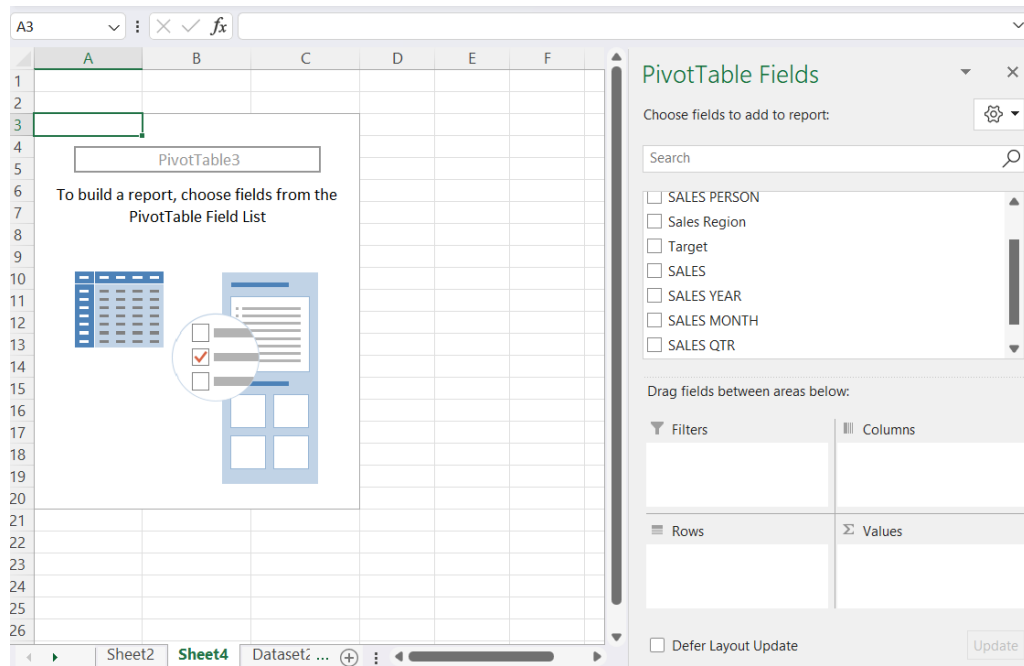 A3
fx
A B C D E F
1
2
3
4
5
6
7
8
9
10
11
12
13
14
15
16
17
18
19
20
21
22
23
24
25
26
PivotTable3
To build a report, choose fields from the
PivotTable Field List
Sheet2 Sheet4 Dataset2 ...
PivotTable Fields
Choose fields to add to report:
Search
SALES PERSON
Sales Region
Target
SALES
SALES YEAR
SALES MONTH
SALES QTR
Drag fields between areas below:
Filters
Columns
Rows
Σ Values
Defer Layout Update
Update